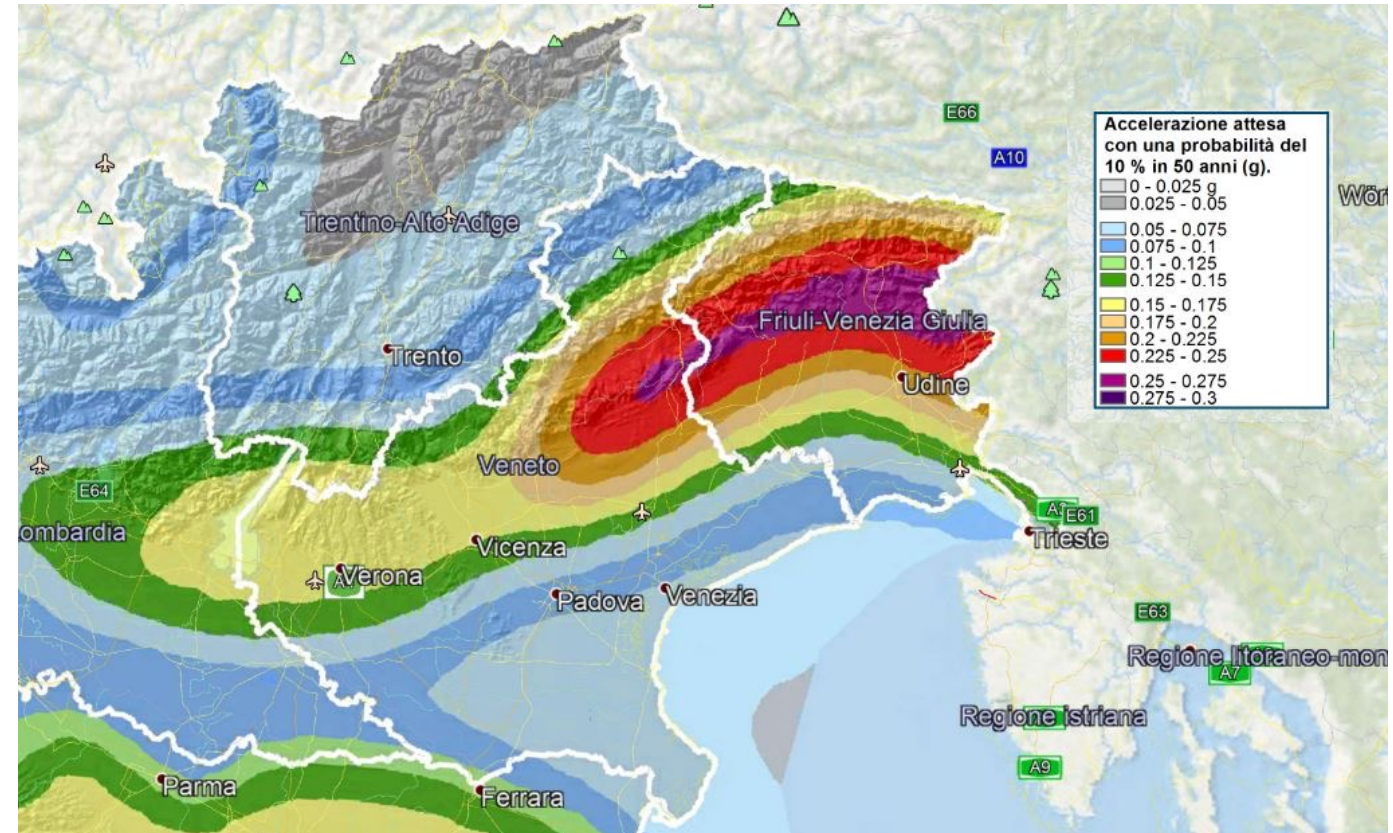 E66
A10
Accelerazione attesa
con una probabilità del
10 % in 50 anni (g).
0 - 0.025 g
0.025 - 0.05
0.05 - 0.075
0.075 - 0.1
0.1 - 0.125
0.125 - 0.15
0.15 - 0.175
0.175 - 0.2
0.2 - 0.225
0.225 - 0.25
0.25 - 0.275
0.275 - 0.3
Wör
Trentino-Alto Adige
Friuli-Venezia Giulia
Trento
Udine
Veneto
E64
ombardia
E61
Trieste
Vicenza
Verona
Padova
Venezia
E63
Regione litoraneo-mon
A7
Regione istriana
A9
Parma
Ferrara